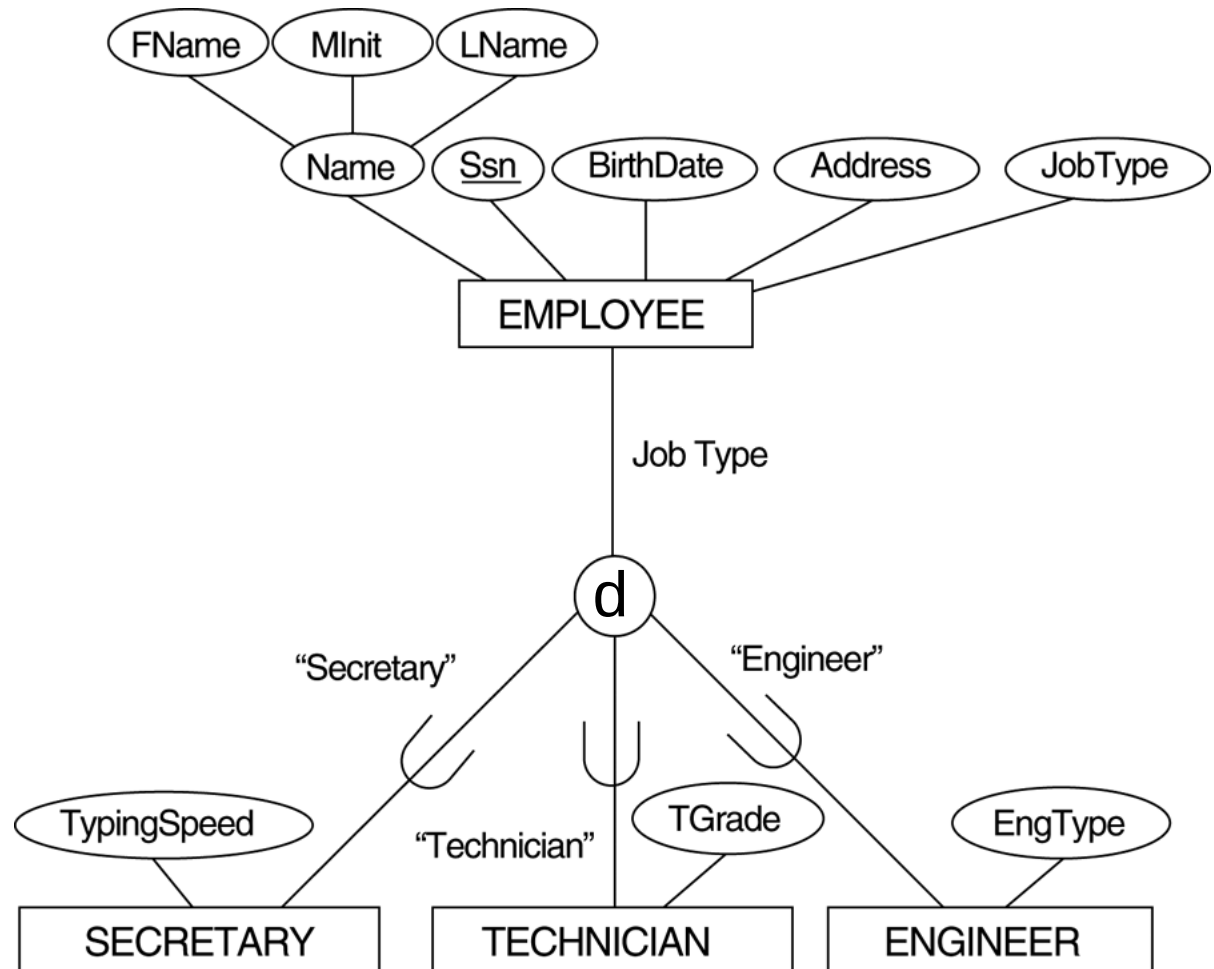 FName MInit LName
Name Ssn BirthDate Address JobType
EMPLOYEE
Job Type
d
“Secretary” “Engineer”
TypingSpeed “Technician” TGrade EngType
SECRETARY TECHNICIAN ENGINEER